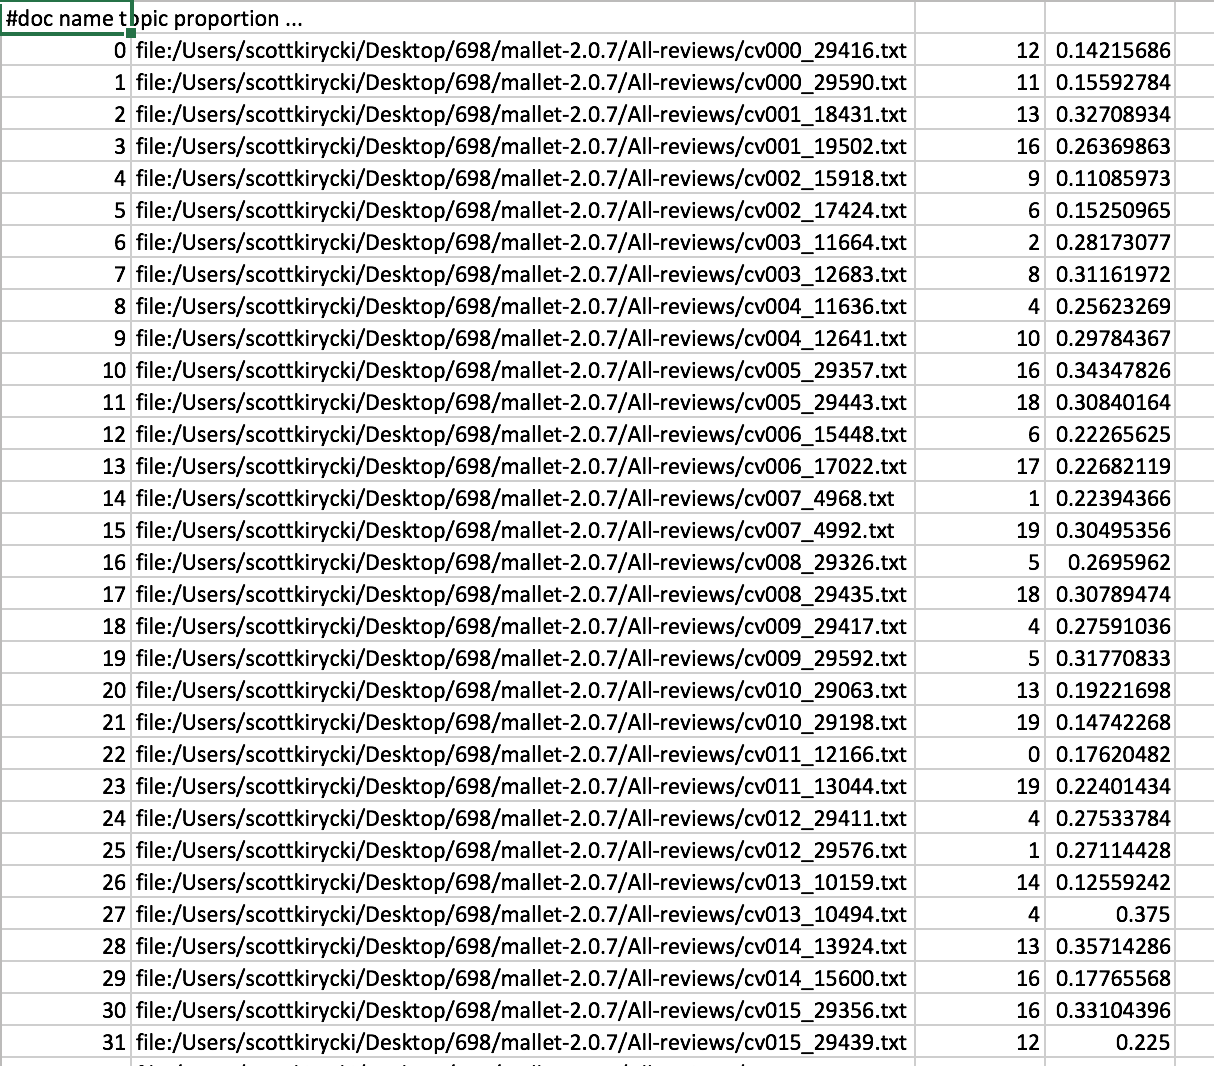 #doc name topic proportion ...
0 file:/Users/scottkirycki/Desktop/698/mallet-2.0.7/All-reviews/cv000_29416.txt 12 0.14215686
1 file:/Users/scottkirycki/Desktop/698/mallet-2.0.7/All-reviews/cv000_29590.txt 11 0.15592784
2 file:/Users/scottkirycki/Desktop/698/mallet-2.0.7/All-reviews/cv001_18431.txt 13 0.32708934
3 file:/Users/scottkirycki/Desktop/698/mallet-2.0.7/All-reviews/cv001_19502.txt 16 0.26369863
4 file:/Users/scottkirycki/Desktop/698/mallet-2.0.7/All-reviews/cv002_15918.txt 9 0.11085973
5 file:/Users/scottkirycki/Desktop/698/mallet-2.0.7/All-reviews/cv002_17424.txt 6 0.15250965
6 file:/Users/scottkirycki/Desktop/698/mallet-2.0.7/All-reviews/cv003_11664.txt 2 0.28173077
7 file:/Users/scottkirycki/Desktop/698/mallet-2.0.7/All-reviews/cv003_12683.txt 8 0.31161972
8 file:/Users/scottkirycki/Desktop/698/mallet-2.0.7/All-reviews/cv004_11636.txt 4 0.25623269
9 file:/Users/scottkirycki/Desktop/698/mallet-2.0.7/All-reviews/cv004_12641.txt 10 0.29784367
10 file:/Users/scottkirycki/Desktop/698/mallet-2.0.7/All-reviews/cv005_29357.txt 16 0.34347826
11 file:/Users/scottkirycki/Desktop/698/mallet-2.0.7/All-reviews/cv005_29443.txt 18 0.30840164
12 file:/Users/scottkirycki/Desktop/698/mallet-2.0.7/All-reviews/cv006_15448.txt 6 0.22265625
13 file:/Users/scottkirycki/Desktop/698/mallet-2.0.7/All-reviews/cv006_17022.txt 17 0.22682119
14 file:/Users/scottkirycki/Desktop/698/mallet-2.0.7/All-reviews/cv007_4968.txt 1 0.22394366
15 file:/Users/scottkirycki/Desktop/698/mallet-2.0.7/All-reviews/cv007_4992.txt 19 0.30495356
16 file:/Users/scottkirycki/Desktop/698/mallet-2.0.7/All-reviews/cv008_29326.txt 5 0.2695962
17 file:/Users/scottkirycki/Desktop/698/mallet-2.0.7/All-reviews/cv008_29435.txt 18 0.30789474
18 file:/Users/scottkirycki/Desktop/698/mallet-2.0.7/All-reviews/cv009_29417.txt 4 0.27591036
19 file:/Users/scottkirycki/Desktop/698/mallet-2.0.7/All-reviews/cv009_29592.txt 5 0.31770833
20 file:/Users/scottkirycki/Desktop/698/mallet-2.0.7/All-reviews/cv010_29063.txt 13 0.19221698
21 file:/Users/scottkirycki/Desktop/698/mallet-2.0.7/All-reviews/cv010_29198.txt 19 0.14742268
22 file:/Users/scottkirycki/Desktop/698/mallet-2.0.7/All-reviews/cv011_12166.txt 0 0.17620482
23 file:/Users/scottkirycki/Desktop/698/mallet-2.0.7/All-reviews/cv011_13044.txt 19 0.22401434
24 file:/Users/scottkirycki/Desktop/698/mallet-2.0.7/All-reviews/cv012_29411.txt 4 0.27533784
25 file:/Users/scottkirycki/Desktop/698/mallet-2.0.7/All-reviews/cv012_29576.txt 1 0.27114428
26 file:/Users/scottkirycki/Desktop/698/mallet-2.0.7/All-reviews/cv013_10159.txt 14 0.12559242
27 file:/Users/scottkirycki/Desktop/698/mallet-2.0.7/All-reviews/cv013_10494.txt 4 0.375
28 file:/Users/scottkirycki/Desktop/698/mallet-2.0.7/All-reviews/cv014_13924.txt 13 0.35714286
29 file:/Users/scottkirycki/Desktop/698/mallet-2.0.7/All-reviews/cv014_15600.txt 16 0.17765568
30 file:/Users/scottkirycki/Desktop/698/mallet-2.0.7/All-reviews/cv015_29356.txt 16 0.33104396
31 file:/Users/scottkirycki/Desktop/698/mallet-2.0.7/All-reviews/cv015_29439.txt 12 0.225